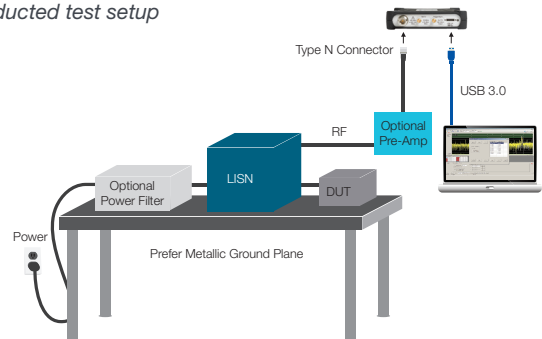 ducted test setup
Type N Connector
USB 3.0
RF
Optional
Pre-Amp
LISN
Optional
Power Filter
DUT
Power
Prefer Metallic Ground Plane